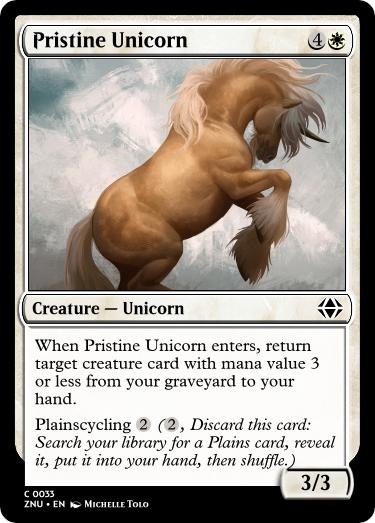 Pristine Unicorn 4
Creature — Unicorn
When Pristine Unicorn enters, return
target creature card with mana value 3
or less from your graveyard to your
hand.
Plainscycling 2 (2, Discard this card:
Search your library for a Plains card, reveal
it, put it into your hand, then shuffle.)
3/3
C 0033
ZNU • EN Michelle Tolo